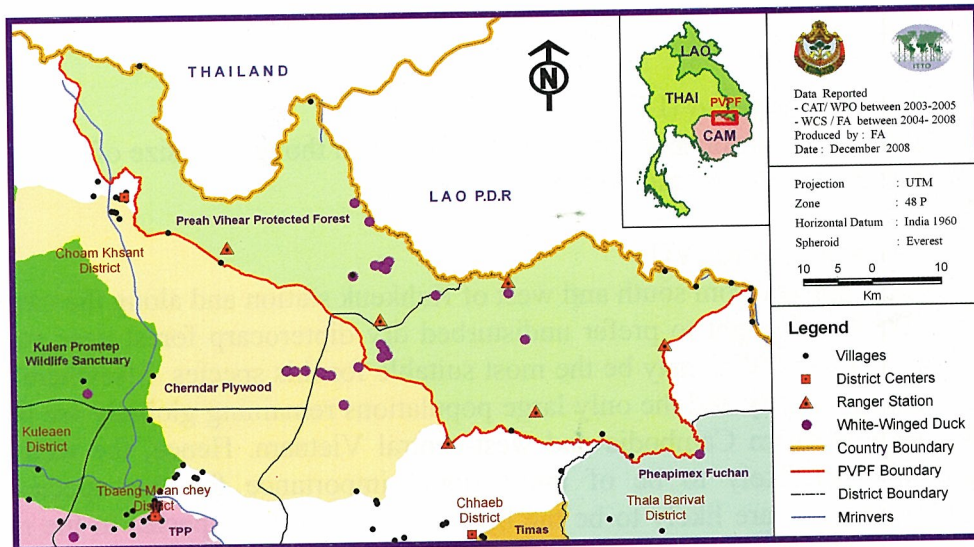 THAILAND
N
LAO P.D.R
Preah Vihear Protected Forest
Choam Khsant
District
Kulen Promtep
Wildlife Sanctuary
Cherndar Plywood
Kuleaen
District
Tbaeng Mean chey
District
TPP
Chhaeb
District
Timas
Pheapimex Fuchan
Thala Barivat
District
LAO
THAI
PVPF
CAM
ITTO
Data Reported
- CAT/ WPO between 2003-2005
- WCS / FA between 2004- 2008
Produced by : FA
Date : December 2008
Projection : UTM
Zone : 48 P
Horizontal Datum : India 1960
Spheroid : Everest
10 5 0 10
Km
Legend
Villages
District Centers
Ranger Station
White-Winged Duck
Country Boundary
PVPF Boundary
District Boundary
Mrinvers